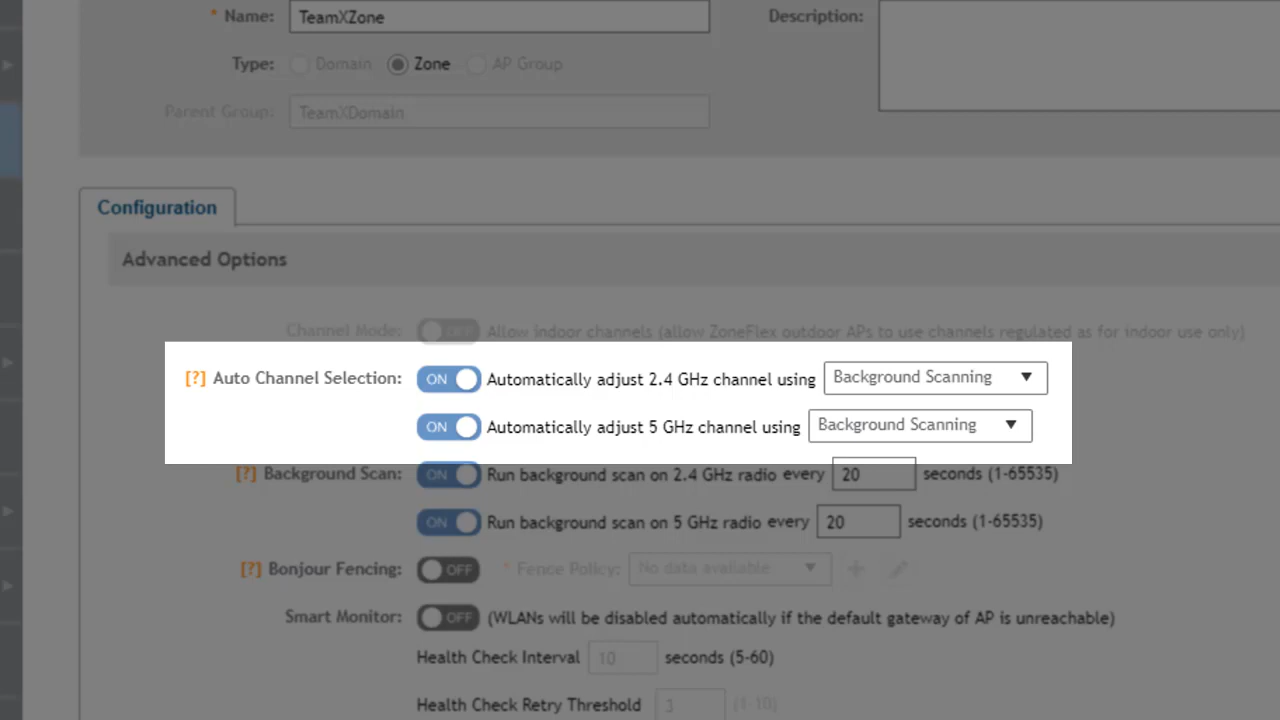 * Name: TeamXZone Description:
Type: Domain Zone AP Group
Parent Group: TeamXDomain
Configuration
Advanced Options
Channel Mode: OFF Allow indoor channels (allow ZoneFlex outdoor APs to use channels regulated as for indoor use only)
[?] Auto Channel Selection: ON Automatically adjust 2.4 GHz channel using Background Scanning
ON Automatically adjust 5 GHz channel using Background Scanning
[?] Background Scan: ON Run background scan on 2.4 GHz radio every 20 seconds (1-65535)
ON Run background scan on 5 GHz radio every 20 seconds (1-65535)
[?] Bonjour Fencing: OFF * Fence Policy: No data available
Smart Monitor: OFF (WLANs will be disabled automatically if the default gateway of AP is unreachable)
Health Check Interval 10 seconds (5-60)
Health Check Retry Threshold 3 (1-10)